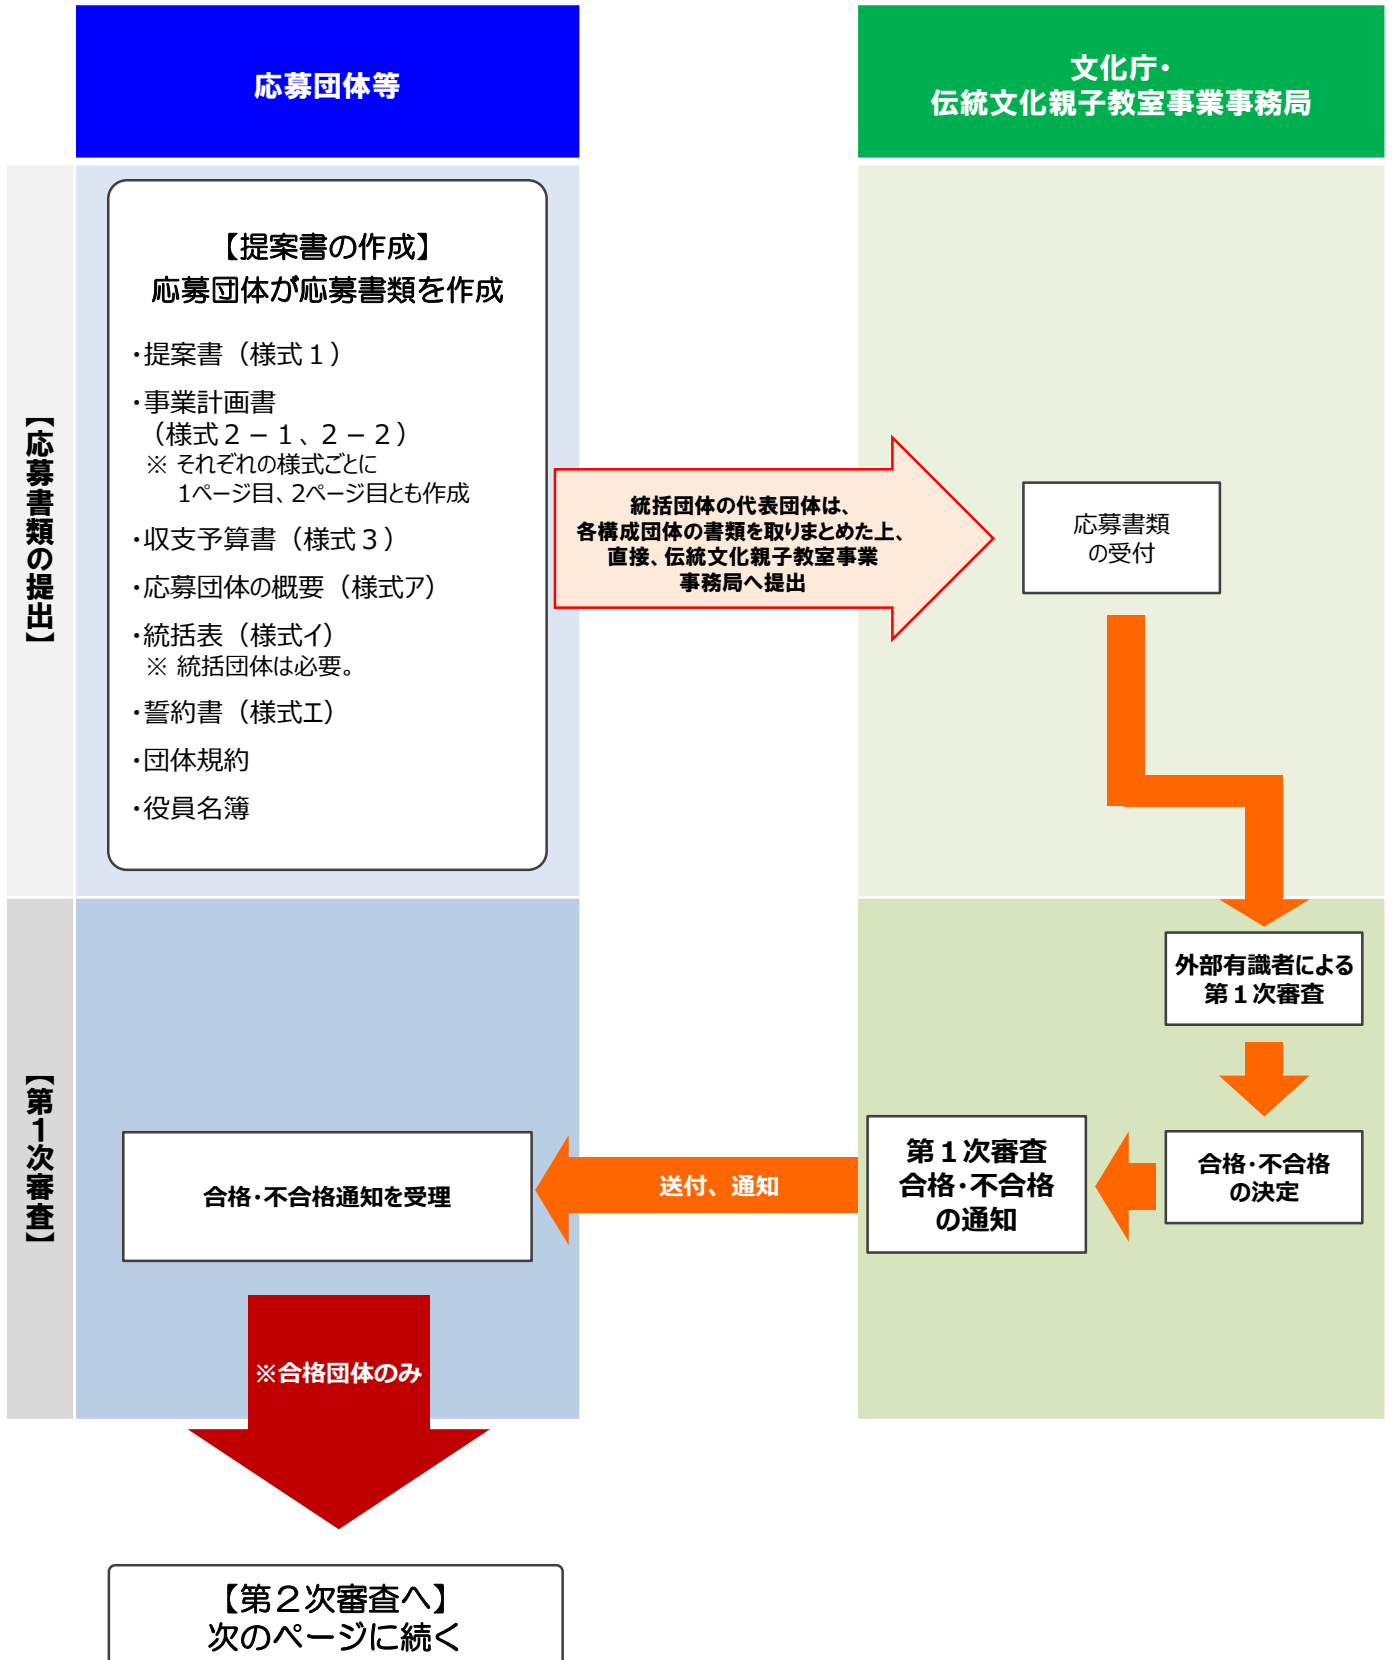 応募団体等
文化庁・
伝統文化親子教室事業事務局
【応募書類の提出】
【提案書の作成】
応募団体が応募書類を作成
・提案書（様式１）
・事業計画書
（様式２－１、２－２）
※ それぞれの様式ごとに
1ページ目、2ページ目とも作成
・収支予算書（様式３）
・応募団体の概要（様式ア）
・統括表（様式イ）
※ 統括団体は必要。
・誓約書（様式エ）
・団体規約
・役員名簿
統括団体の代表団体は、
各構成団体の書類を取りまとめた上、
直接、伝統文化親子教室事業
事務局へ提出
応募書類
の受付
【第１次審査】
外部有識者による
第１次審査
合格・不合格
の決定
第１次審査
合格・不合格
の通知
送付、通知
合格・不合格通知を受理
※合格団体のみ
【第２次審査へ】
次のページに続く